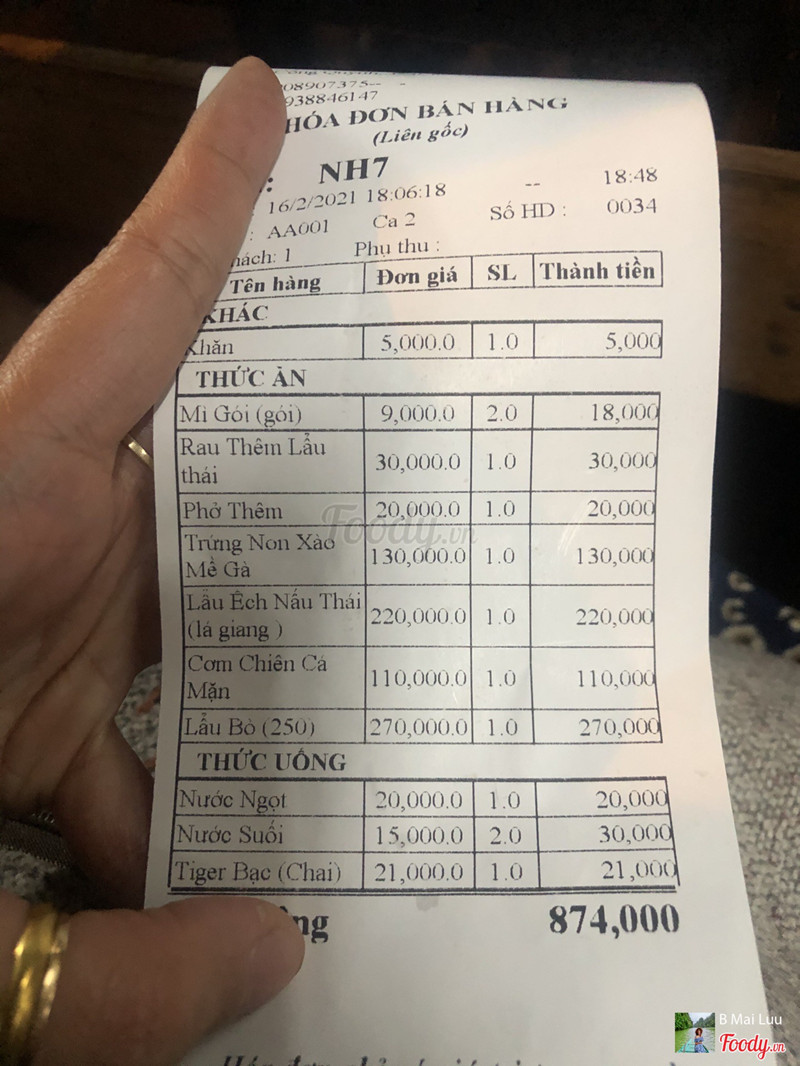 08907375-- -
938846147
HÓA ĐƠN BÁN HÀNG
(Liên gốc)
NH7
16/2/2021 18:06:18 -- 18:48
: AA001 Ca 2 Số HD : 0034
hách: 1 Phụ thu :
Tên hàng Đơn giá SL Thành tiền
KHÁC
Khăn 5,000.0 1.0 5,000
THỨC ĂN
Mì Gói (gói) 9,000.0 2.0 18,000
Rau Thêm Lẩu
thái 30,000.0 1.0 30,000
Phở Thêm 20,000.0 1.0 20,000
Trứng Non Xào
Mề Gà 130,000.0 1.0 130,000
Lẩu Ếch Nấu Thái
(lá giang ) 220,000.0 1.0 220,000
Cơm Chiên Cá
Mặn 110,000.0 1.0 110,000
Lẩu Bò (250) 270,000.0 1.0 270,000
THỨC UỐNG
Nước Ngọt 20,000.0 1.0 20,000
Nước Suối 15,000.0 2.0 30,000
Tiger Bạc (Chai) 21,000.0 1.0 21,000
ng 874,000
Foody.vn
B Mai Luu
Foody.vn